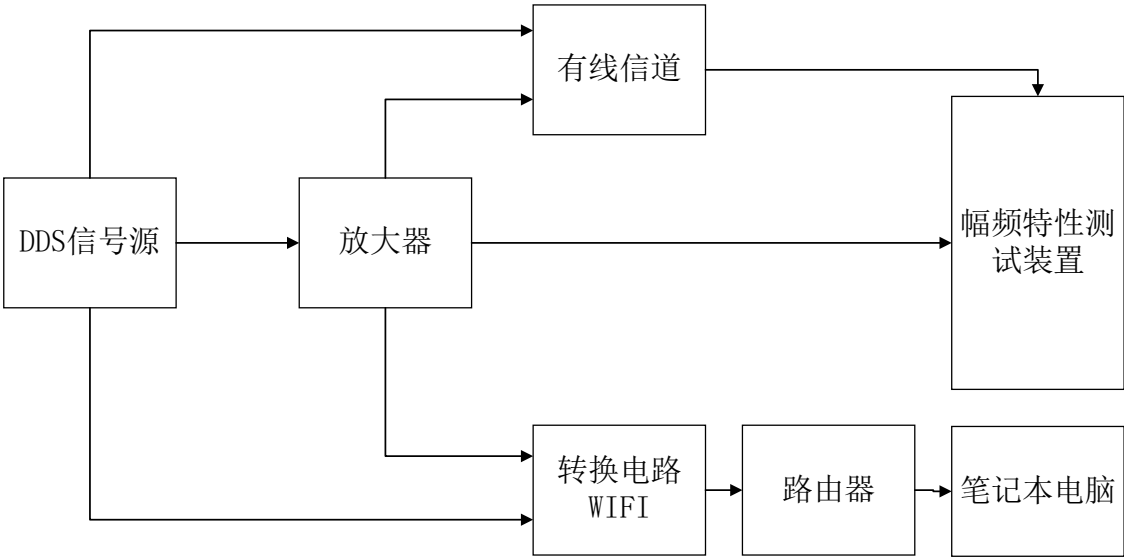 有线信道
DDS信号源
放大器
幅频特性测
试装置
转换电路
WIFI
路由器
笔记本电脑